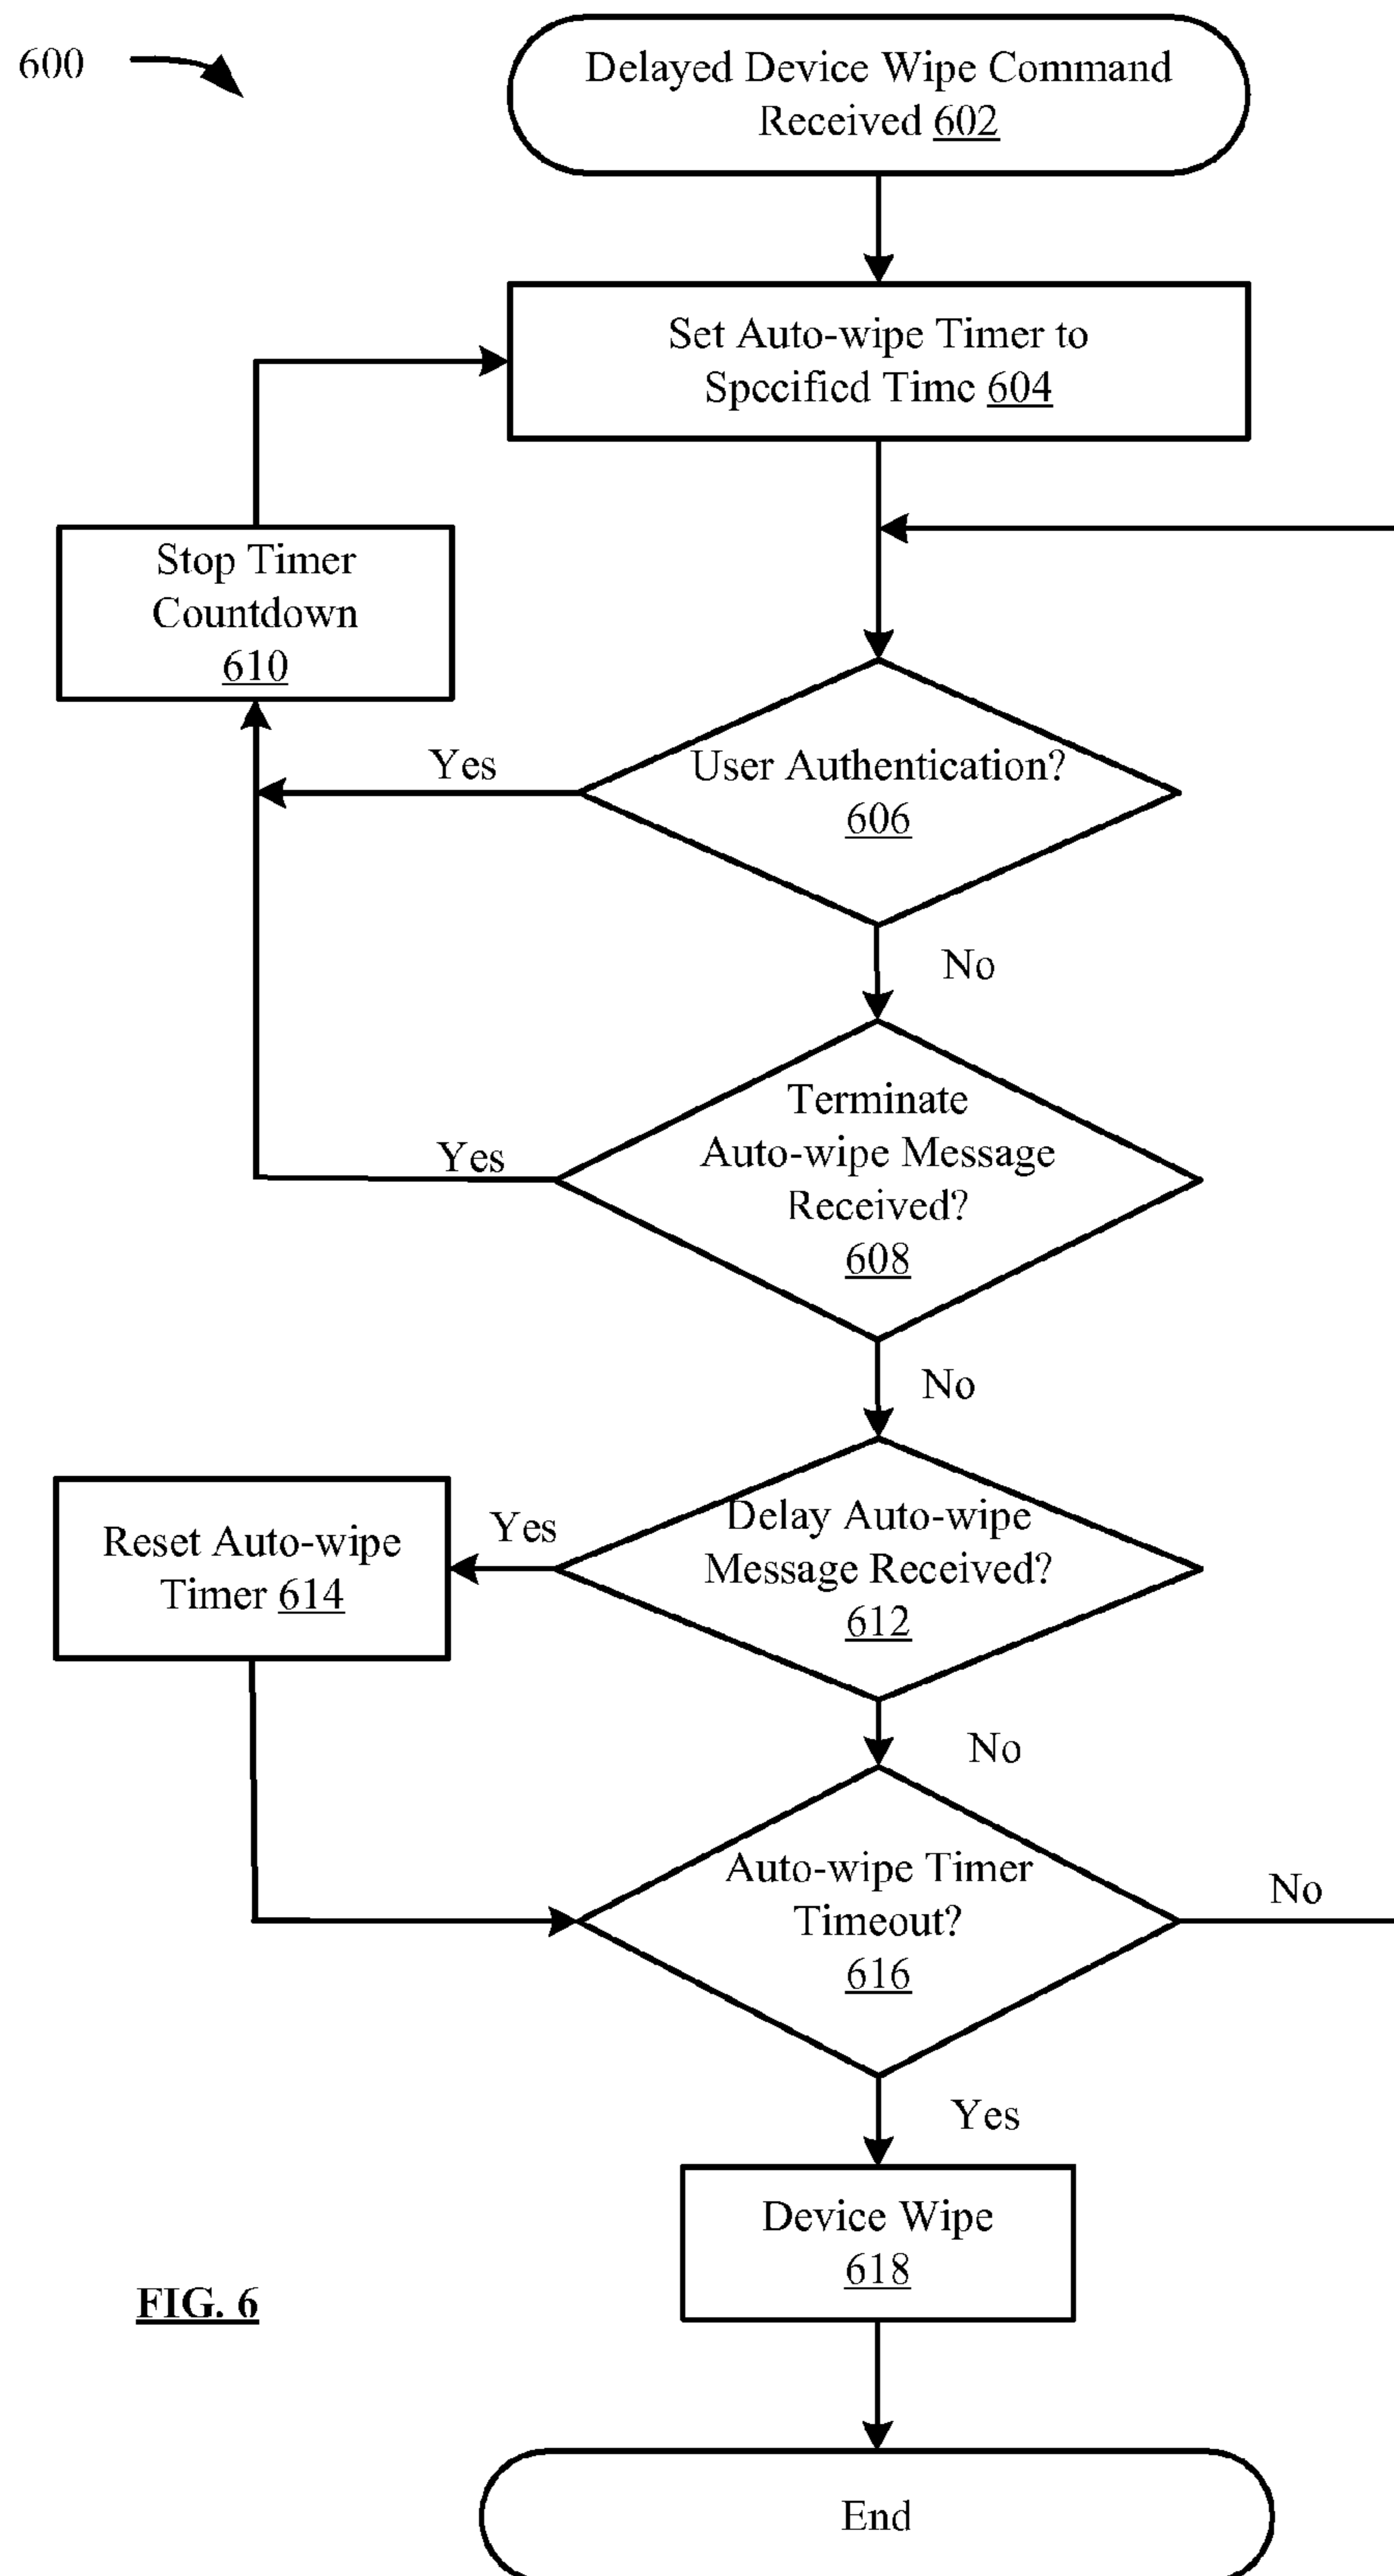 600
Delayed Device Wipe Command
Received 602
Set Auto-wipe Timer to
Specified Time 604
Stop Timer
Countdown
610
Yes
User Authentication?
606
No
Terminate
Auto-wipe Message
Received?
608
Yes
No
Delay Auto-wipe
Message Received?
612
Yes
Reset Auto-wipe
Timer 614
No
Auto-wipe Timer
Timeout?
616
No
Yes
Device Wipe
618
FIG. 6
End